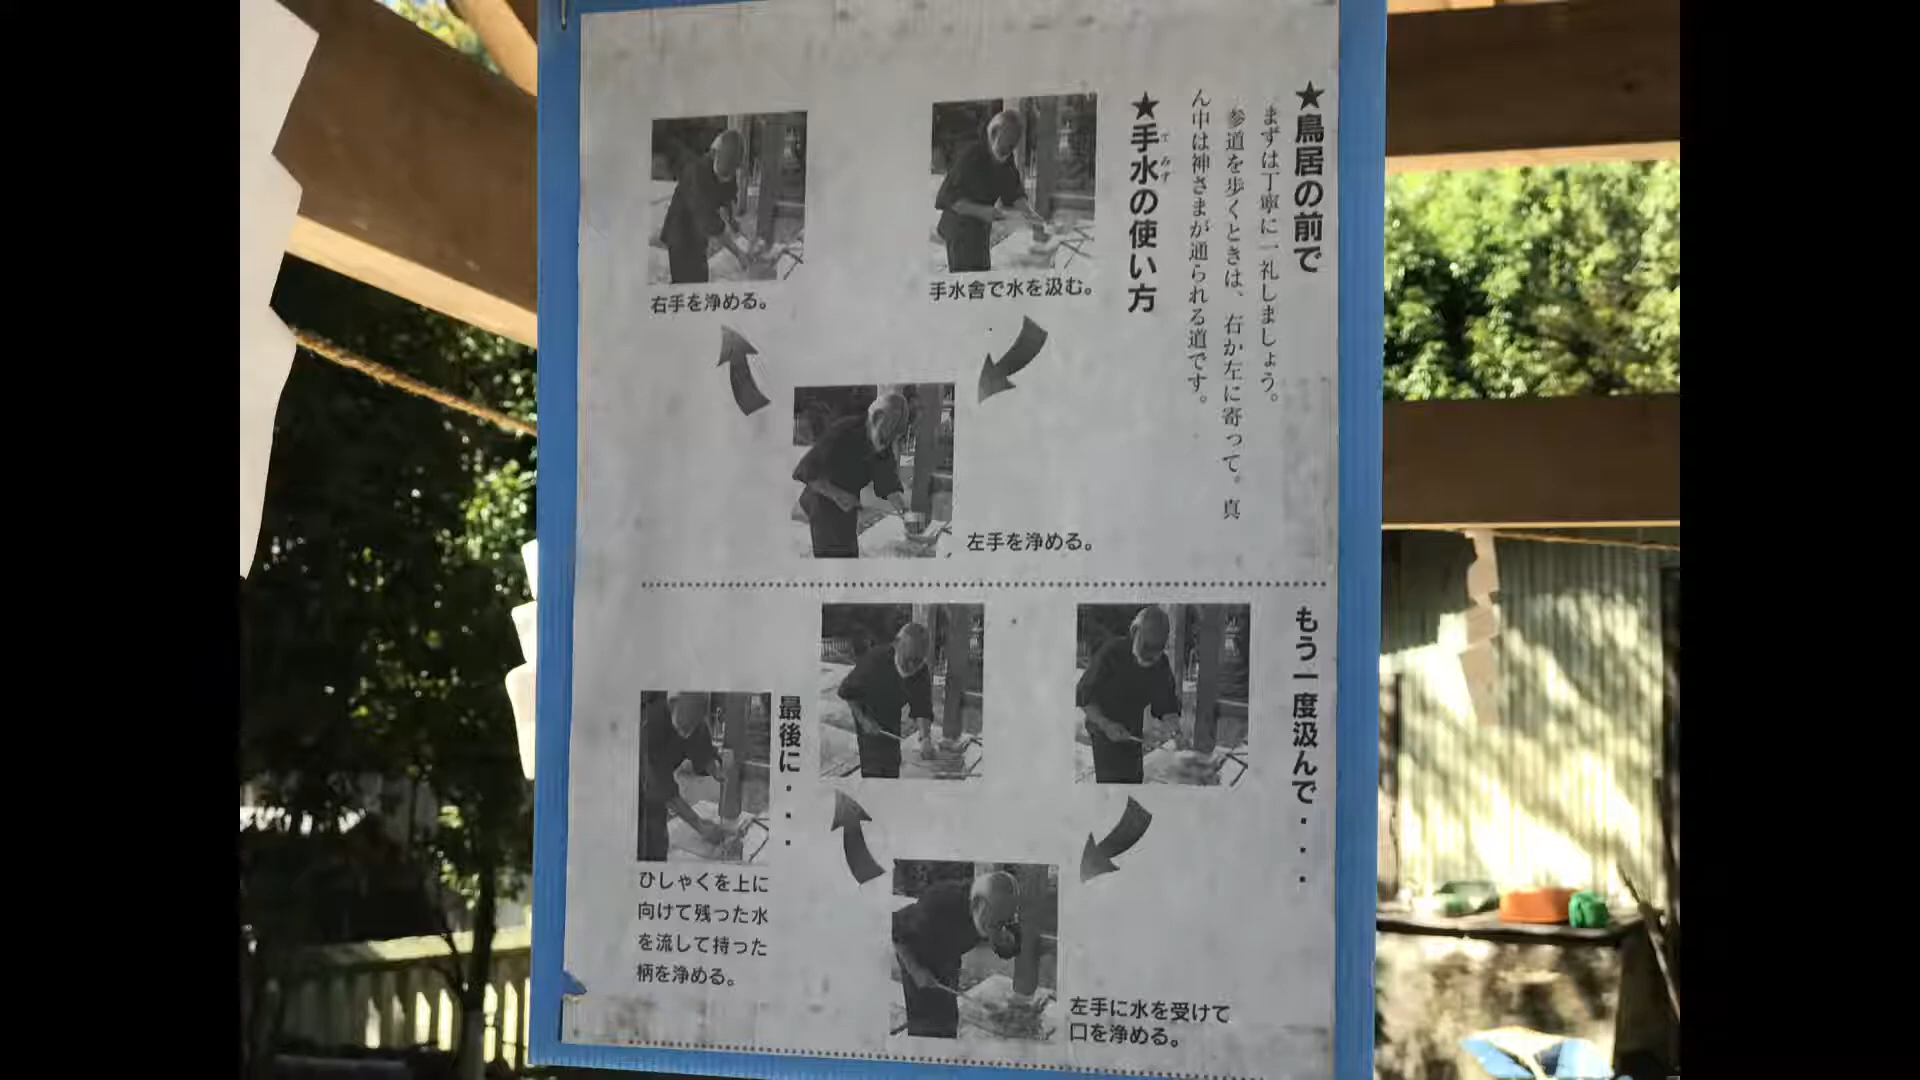 ★鳥居の前で
まずは丁寧に一礼しましょう。
参道を歩くときは、右か左に寄って。真
ん中は神さまが通られる道です。
★手水の使い方
てみず
手水舎で水を汲む。
左手を浄める。
右手を浄める。
もう一度汲んで・・・
左手に水を受けて
口を浄める。
最後に・・・
ひしゃくを上に
向けて残った水
を流して持った
柄を浄める。